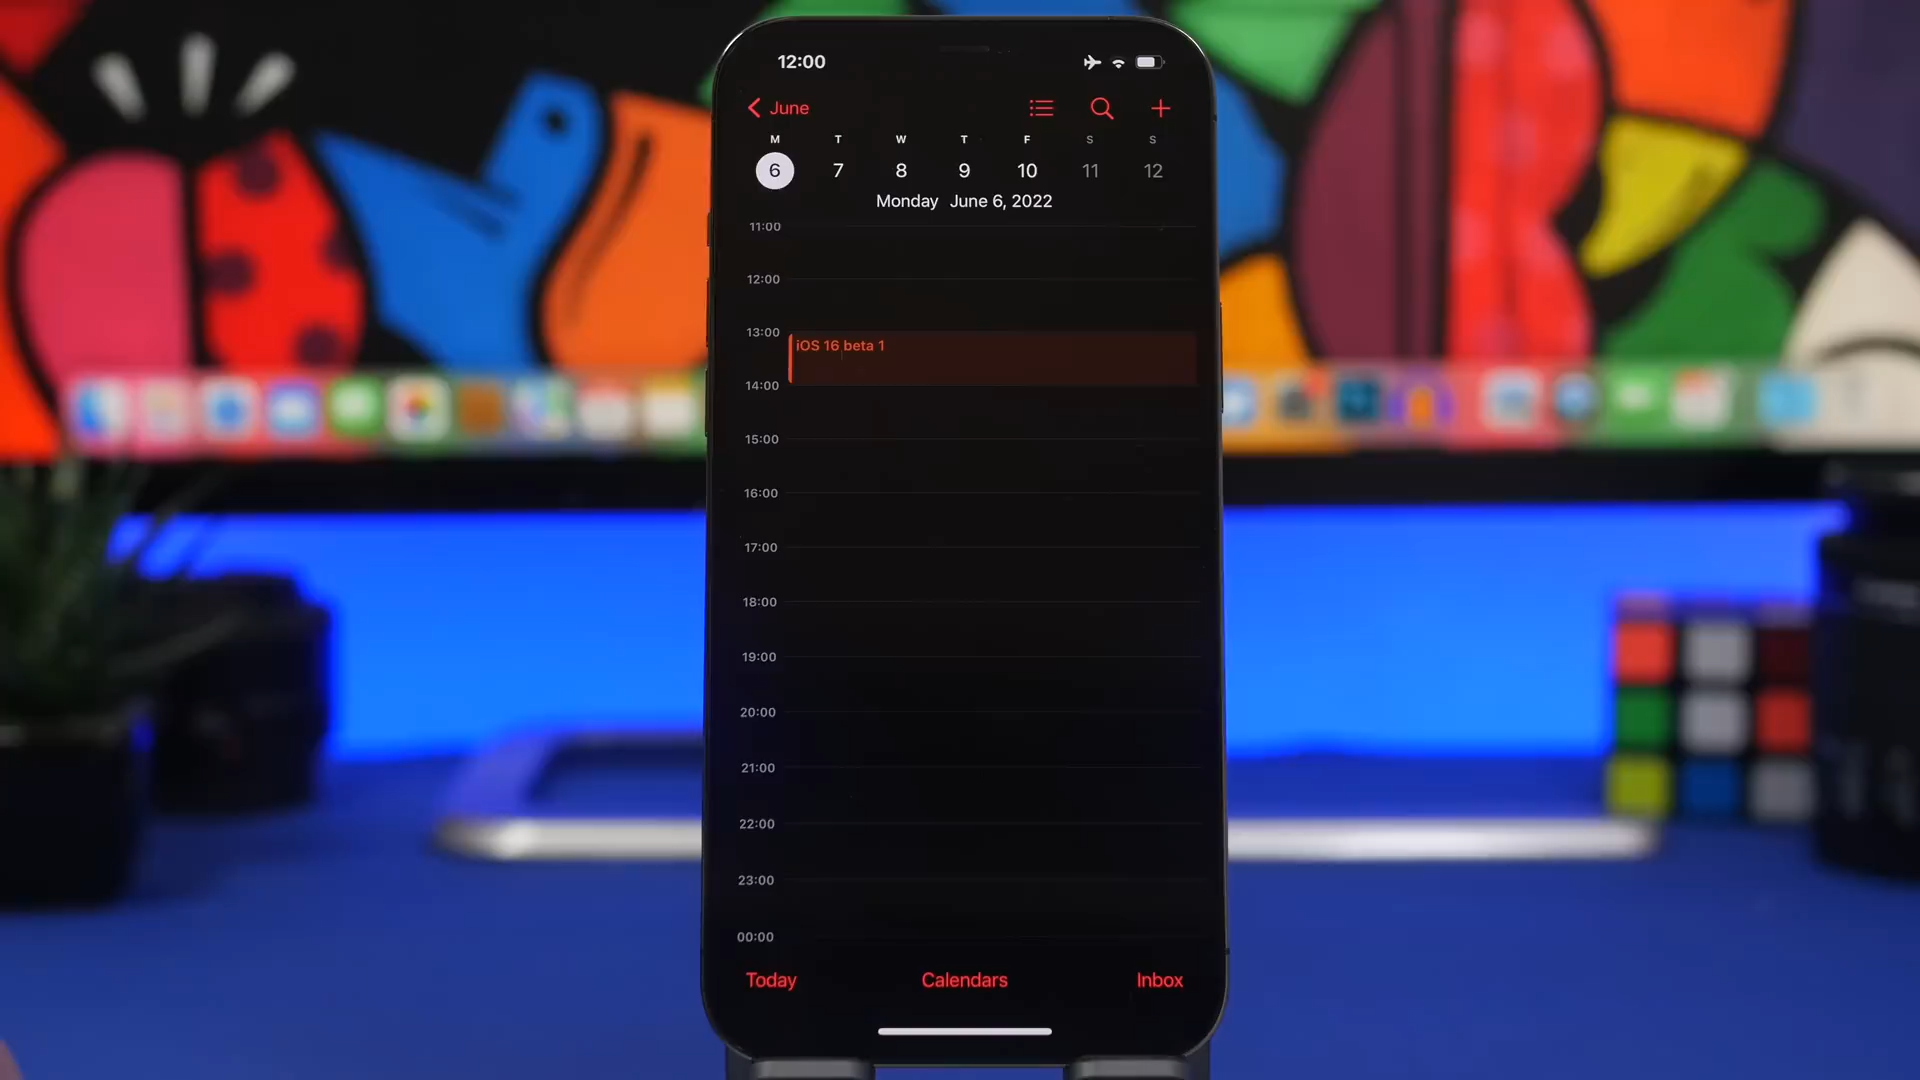 12:00
June
M T W T F S S
6 7 8 9 10 11 12
Monday June 6, 2022
11:00
12:00
13:00
iOS 16 beta 1
14:00
15:00
16:00
17:00
18:00
19:00
20:00
21:00
22:00
23:00
00:00
Today Calendars Inbox